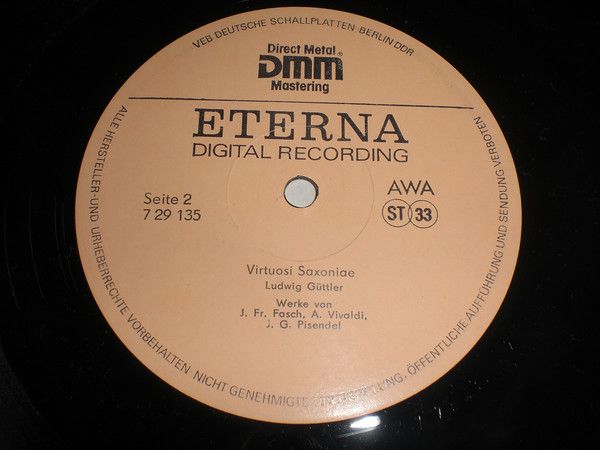 VEB DEUTSCHE SCHALLPLATTEN BERLIN DDR
Direct Metal
DMM®
Mastering
ETERNA
DIGITAL RECORDING
Seite 2
7 29 135
AWA
ST 33
Virtuosi Saxoniae
Ludwig Güttler
Werke von
J. Fr. Fasch, A. Vivaldi,
J. G. Pisendel
ALLE HERSTELLER-UND URHEBERRECHTE VORBEHALTEN NICHT GENEHMIGTE ÖFFENTLICHE AUFFÜHRUNG UND SENDUNG VERBOTEN